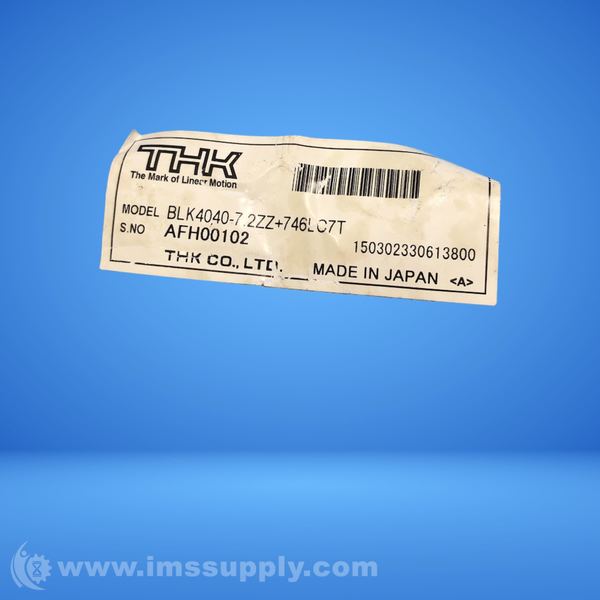 THK
The Mark of Linear Motion
MODEL BLK4040-7.2ZZ+746LC7T
S.NO AFH00102
150302330613800
THK CO., LTD.
MADE IN JAPAN <A>
www.imssupply.com